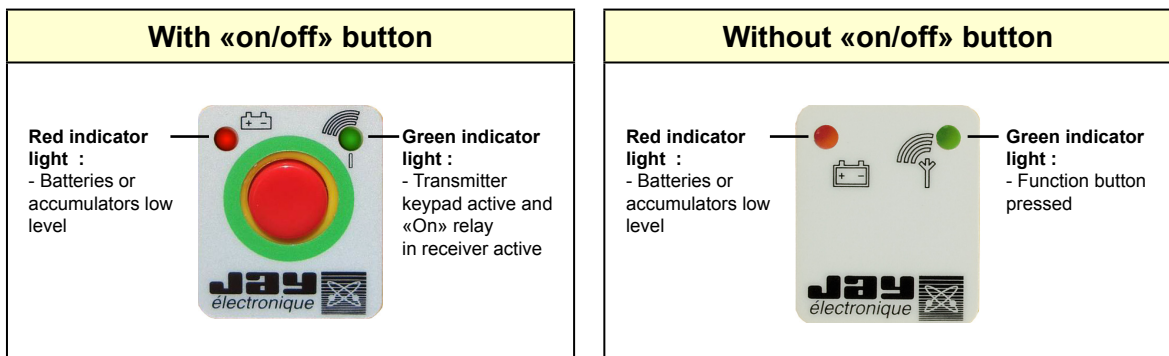 With «on/off» button
Red indicator
light :
- Batteries or
accumulators low
level
+ -
Green indicator
light :
- Transmitter
keypad active and
«On» relay
in receiver active
I
Jay
électronique
Without «on/off» button
Red indicator
light :
- Batteries or
accumulators low
level
+ -
Green indicator
light :
- Function button
pressed
Jay
électronique